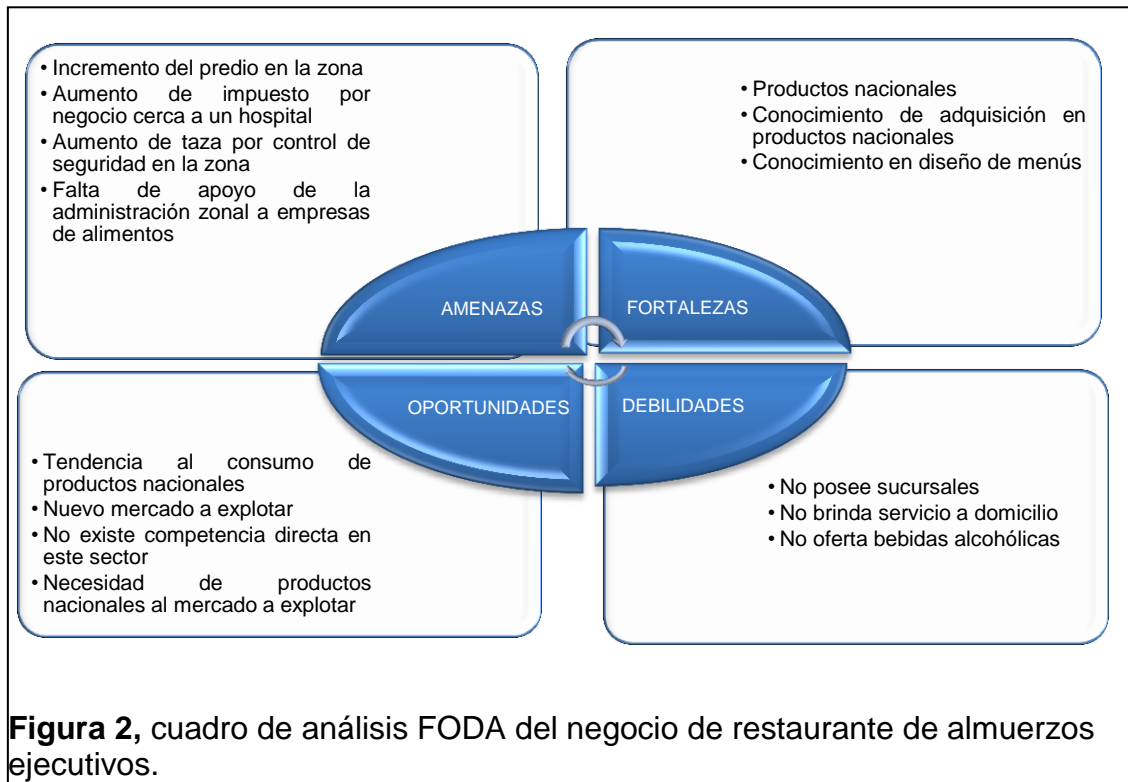 • Incremento del predio en la zona
• Aumento de impuesto por
negocio cerca a un hospital
• Aumento de taza por control de
seguridad en la zona
• Falta de apoyo de la
administración zonal a empresas
de alimentos
• Productos nacionales
• Conocimiento de adquisición en
productos nacionales
• Conocimiento en diseño de menús
AMENAZAS
FORTALEZAS
OPORTUNIDADES
DEBILIDADES
• Tendencia al consumo de
productos nacionales
• Nuevo mercado a explotar
• No existe competencia directa en
este sector
• Necesidad de productos
nacionales al mercado a explotar
• No posee sucursales
• No brinda servicio a domicilio
• No oferta bebidas alcohólicas
Figura 2, cuadro de análisis FODA del negocio de restaurante de almuerzos
ejecutivos.